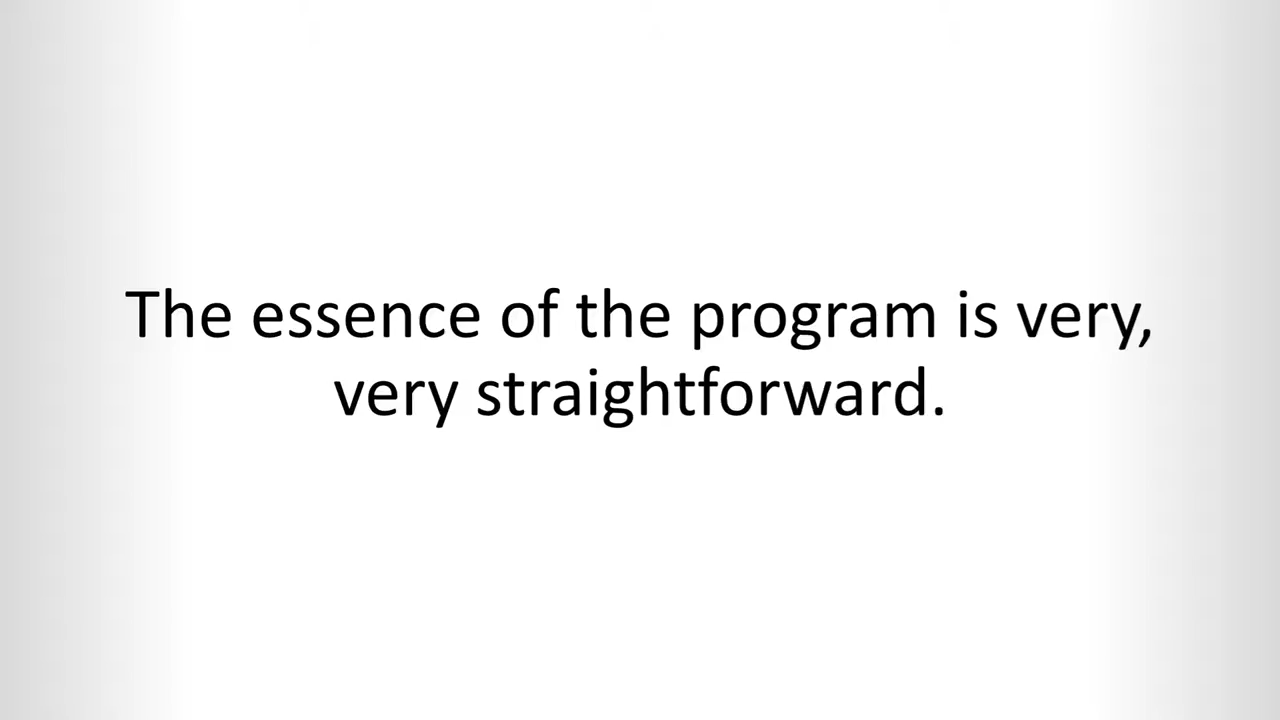 The essence of the program is very,
very straightforward.